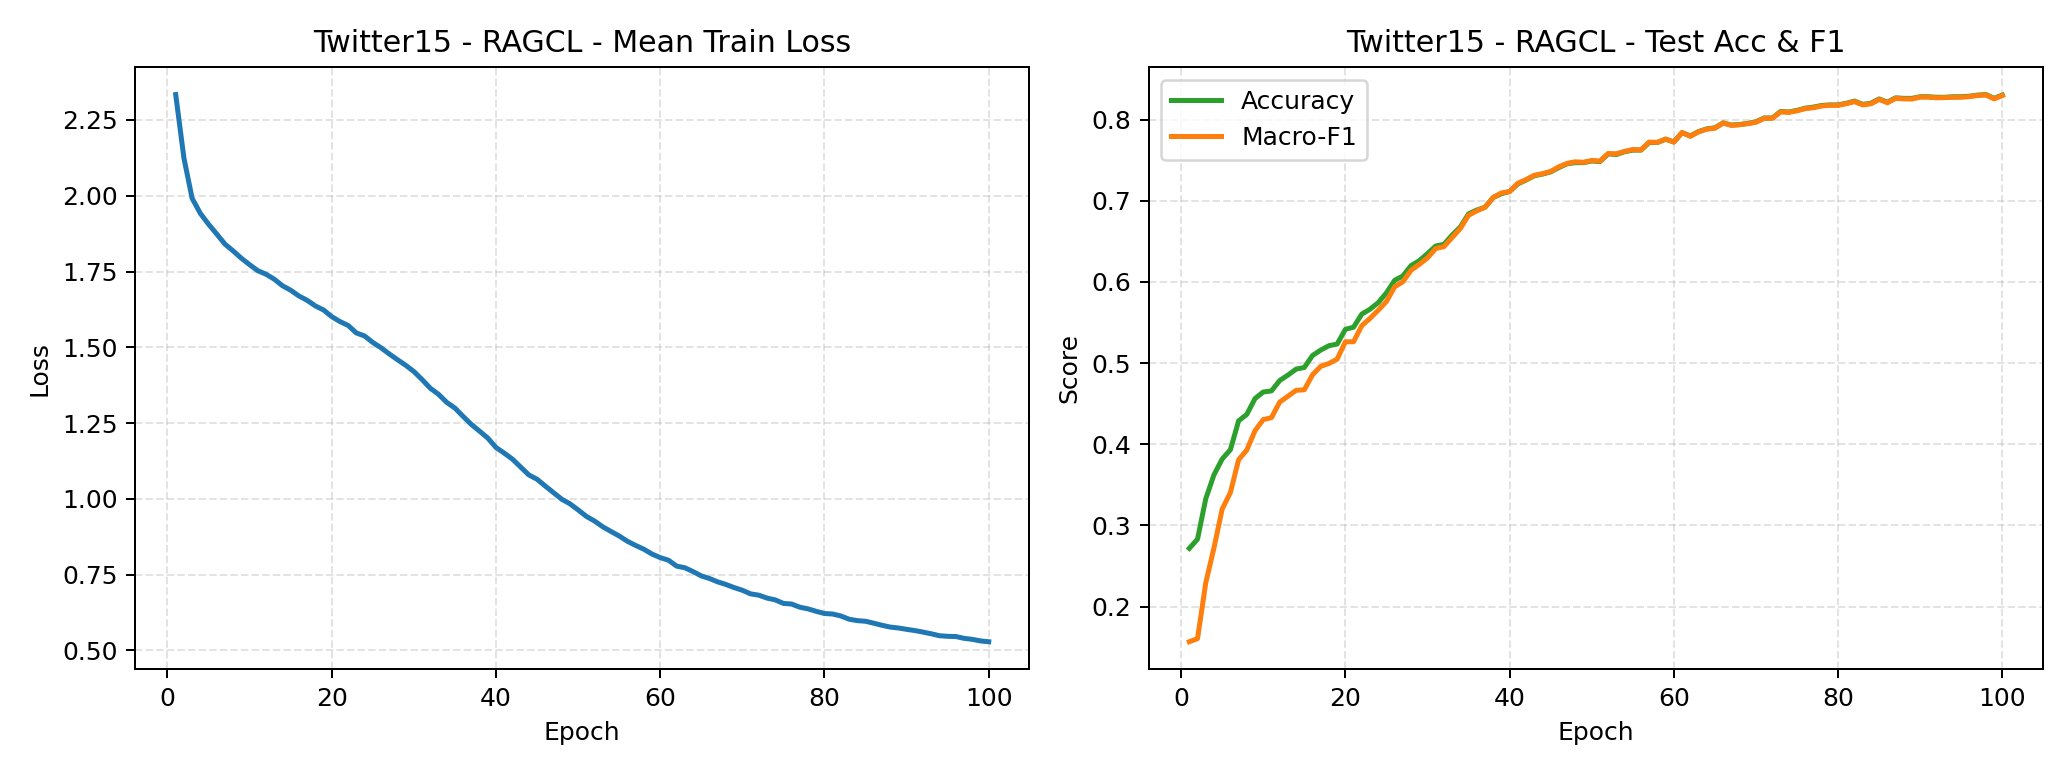 Twitter15 - RAGCL - Mean Train Loss
2.25
2.00
1.75
1.50
1.25
1.00
0.75
0.50
Loss
0 20 40 60 80 100
Epoch
Twitter15 - RAGCL - Test Acc & F1
Accuracy
Macro-F1
0.8
0.7
0.6
0.5
0.4
0.3
0.2
Score
0 20 40 60 80 100
Epoch